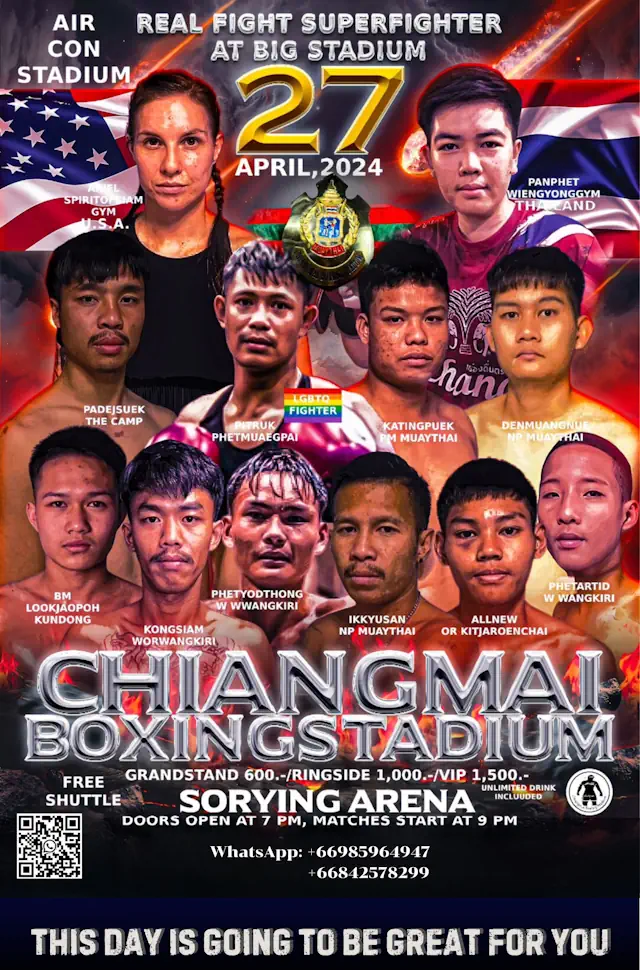 AIR
CON
STADIUM
REAL FIGHT SUPERFIGHTER
AT BIG STADIUM
27
APRIL,2024
SPIRITOFSIAM
GYM
U.S.A.
PANPHET
WIENGYONGGYM
THAILAND
MUAYTHAI
PADEJSUEK
THE CAMP
PITRUK
PHETMUAEGPAI
LGBTQ
FIGHTER
KATINGPUEK
PM MUAYTHAI
DENMUANGNUE
NP MUAYTHAI
BM
LOOKJAOPOH
KUNDONG
KONGSIAM
WORWANGKIRI
PHETYODTHONG
W WWANGKIRI
IKKYUSAN
NP MUAYTHAI
ALLNEW
OR KITJAROENCHAI
PHETARTID
W WANGKIRI
CHIANGMAI
BOXINGSTADIUM
GRANDSTAND 600.-/RINGSIDE 1,000.-/VIP 1,500.-
UNLIMITED DRINK
INCLUUDED
FREE
SHUTTLE
SORYING ARENA
DOORS OPEN AT 7 PM, MATCHES START AT 9 PM
WhatsApp: +66985964947
+66842578299
THIS DAY IS GOING TO BE GREAT FOR YOU